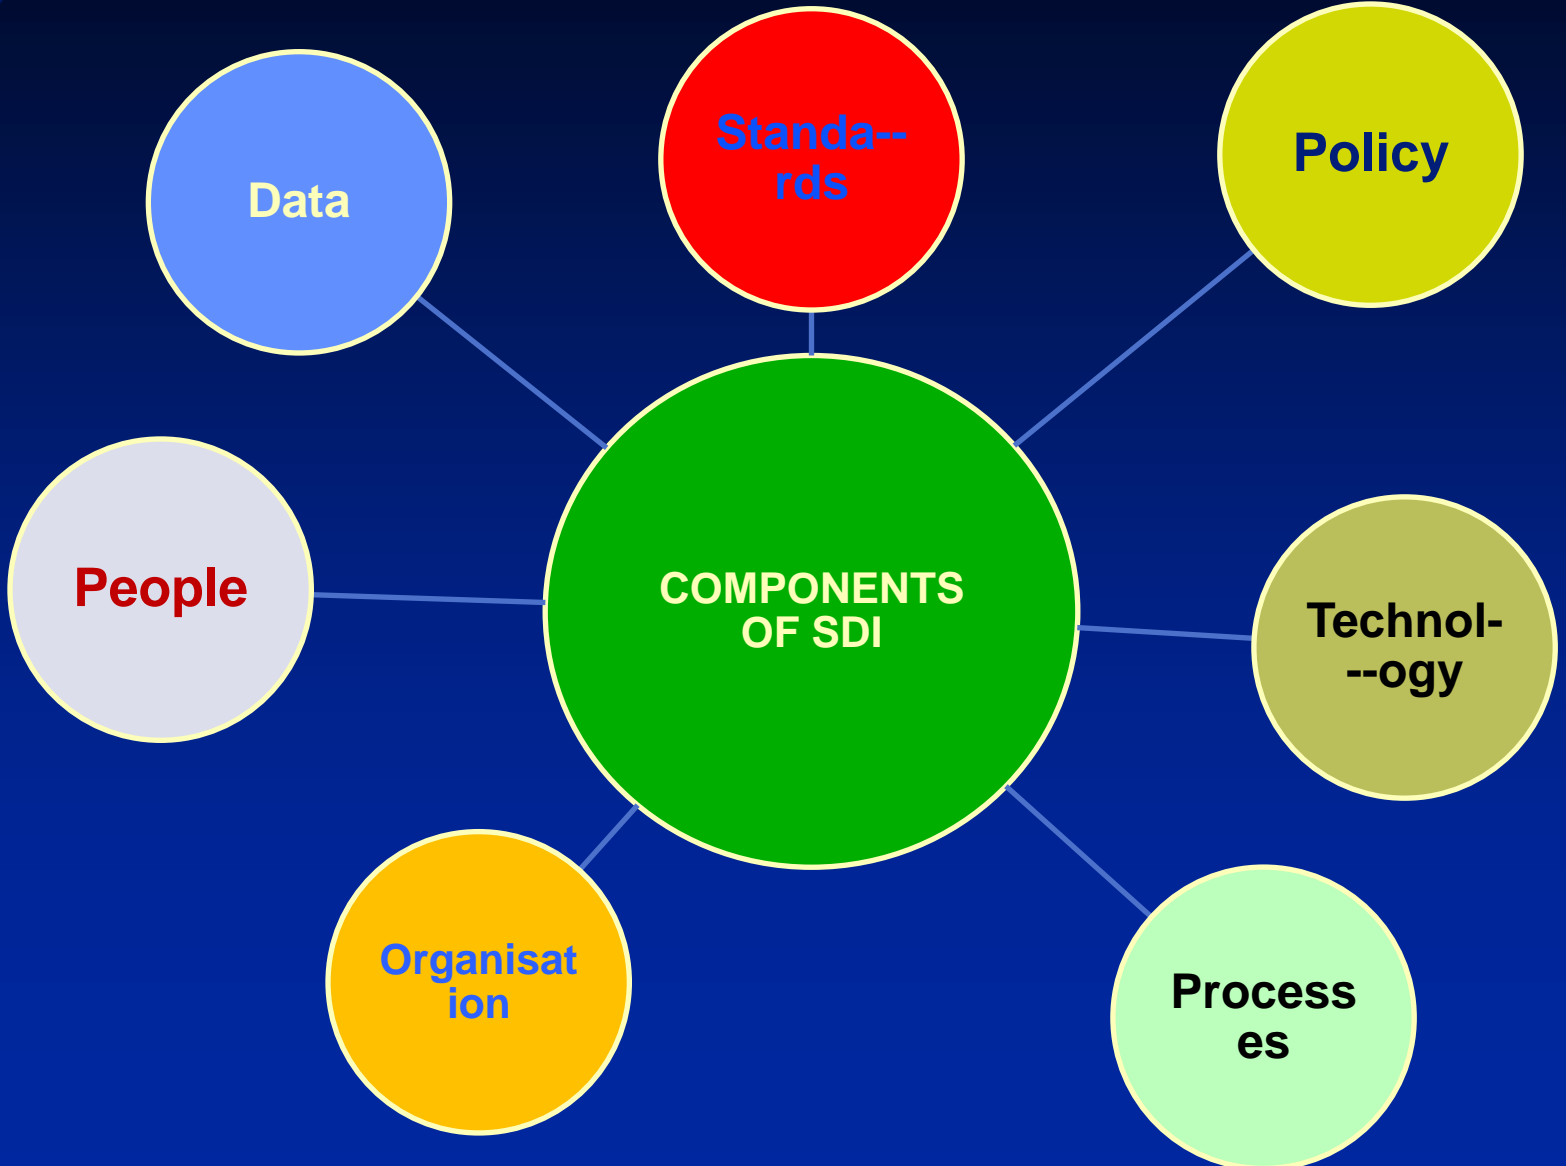 Data
Standa--
rds
Policy
People
COMPONENTS
OF SDI
Technol-
--ogy
Organisat
ion
Process
es